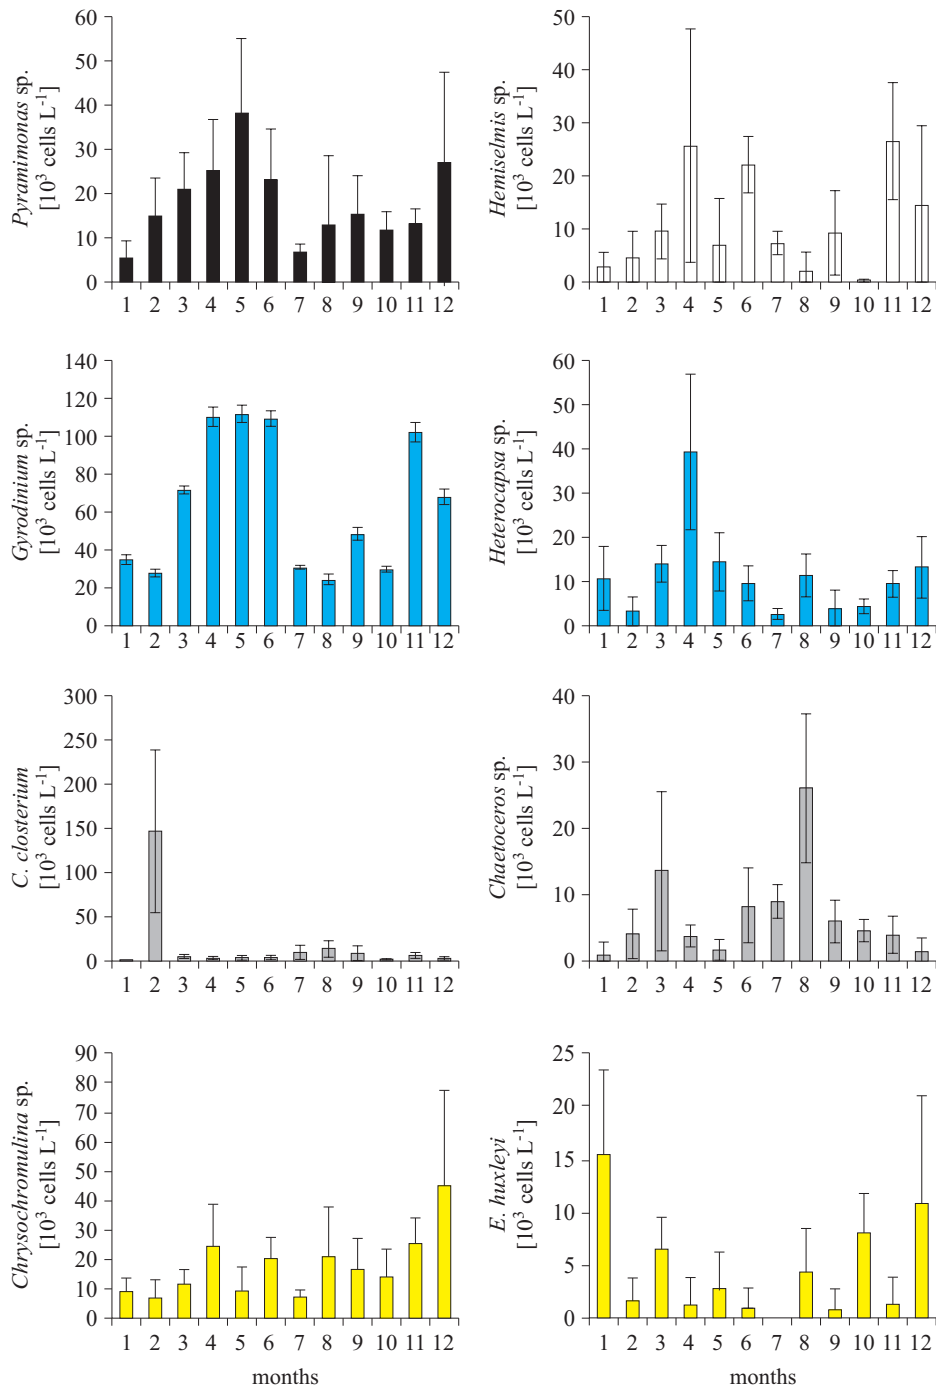 Pyramimonas sp.
[10³ cells L⁻¹]
60
50
40
30
20
10
0
1 2 3 4 5 6 7 8 9 10 11 12
Hemiselmis sp.
[10³ cells L⁻¹]
50
40
30
20
10
0
1 2 3 4 5 6 7 8 9 10 11 12
Gyrodinium sp.
[10³ cells L⁻¹]
140
120
100
80
60
40
20
0
1 2 3 4 5 6 7 8 9 10 11 12
Heterocapsa sp.
[10³ cells L⁻¹]
60
50
40
30
20
10
0
1 2 3 4 5 6 7 8 9 10 11 12
C. closterium
[10³ cells L⁻¹]
300
250
200
150
100
50
0
1 2 3 4 5 6 7 8 9 10 11 12
Chaetoceros sp.
[10³ cells L⁻¹]
40
30
20
10
0
1 2 3 4 5 6 7 8 9 10 11 12
Chrysochromulina sp.
[10³ cells L⁻¹]
90
80
70
60
50
40
30
20
10
0
1 2 3 4 5 6 7 8 9 10 11 12
months
E. huxleyi
[10³ cells L⁻¹]
25
20
15
10
5
0
1 2 3 4 5 6 7 8 9 10 11 12
months